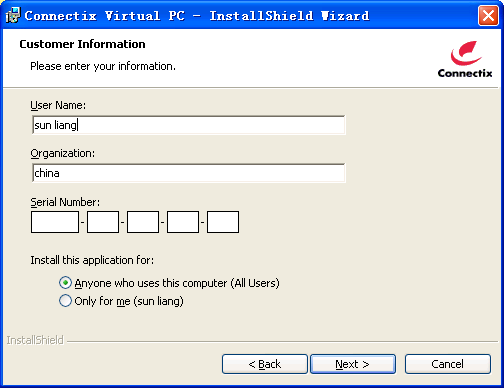 Connectix Virtual PC - InstallShield Wizard
Customer Information
Please enter your information.
Connectix
User Name:
sun liang
Organization:
china
Serial Number:
- - - -
Install this application for:
Anyone who uses this computer (All Users)
Only for me (sun liang)
InstallShield
< Back Next > Cancel